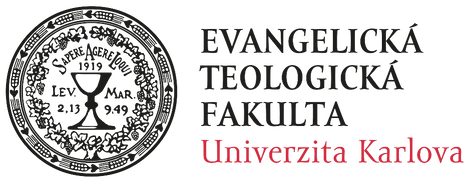 SAPERE AGERE LOQUI
1919
LEV. MAR.
2,13 9.49
EVANGELICKÁ
TEOLOGICKÁ
FAKULTA
Univerzita Karlova